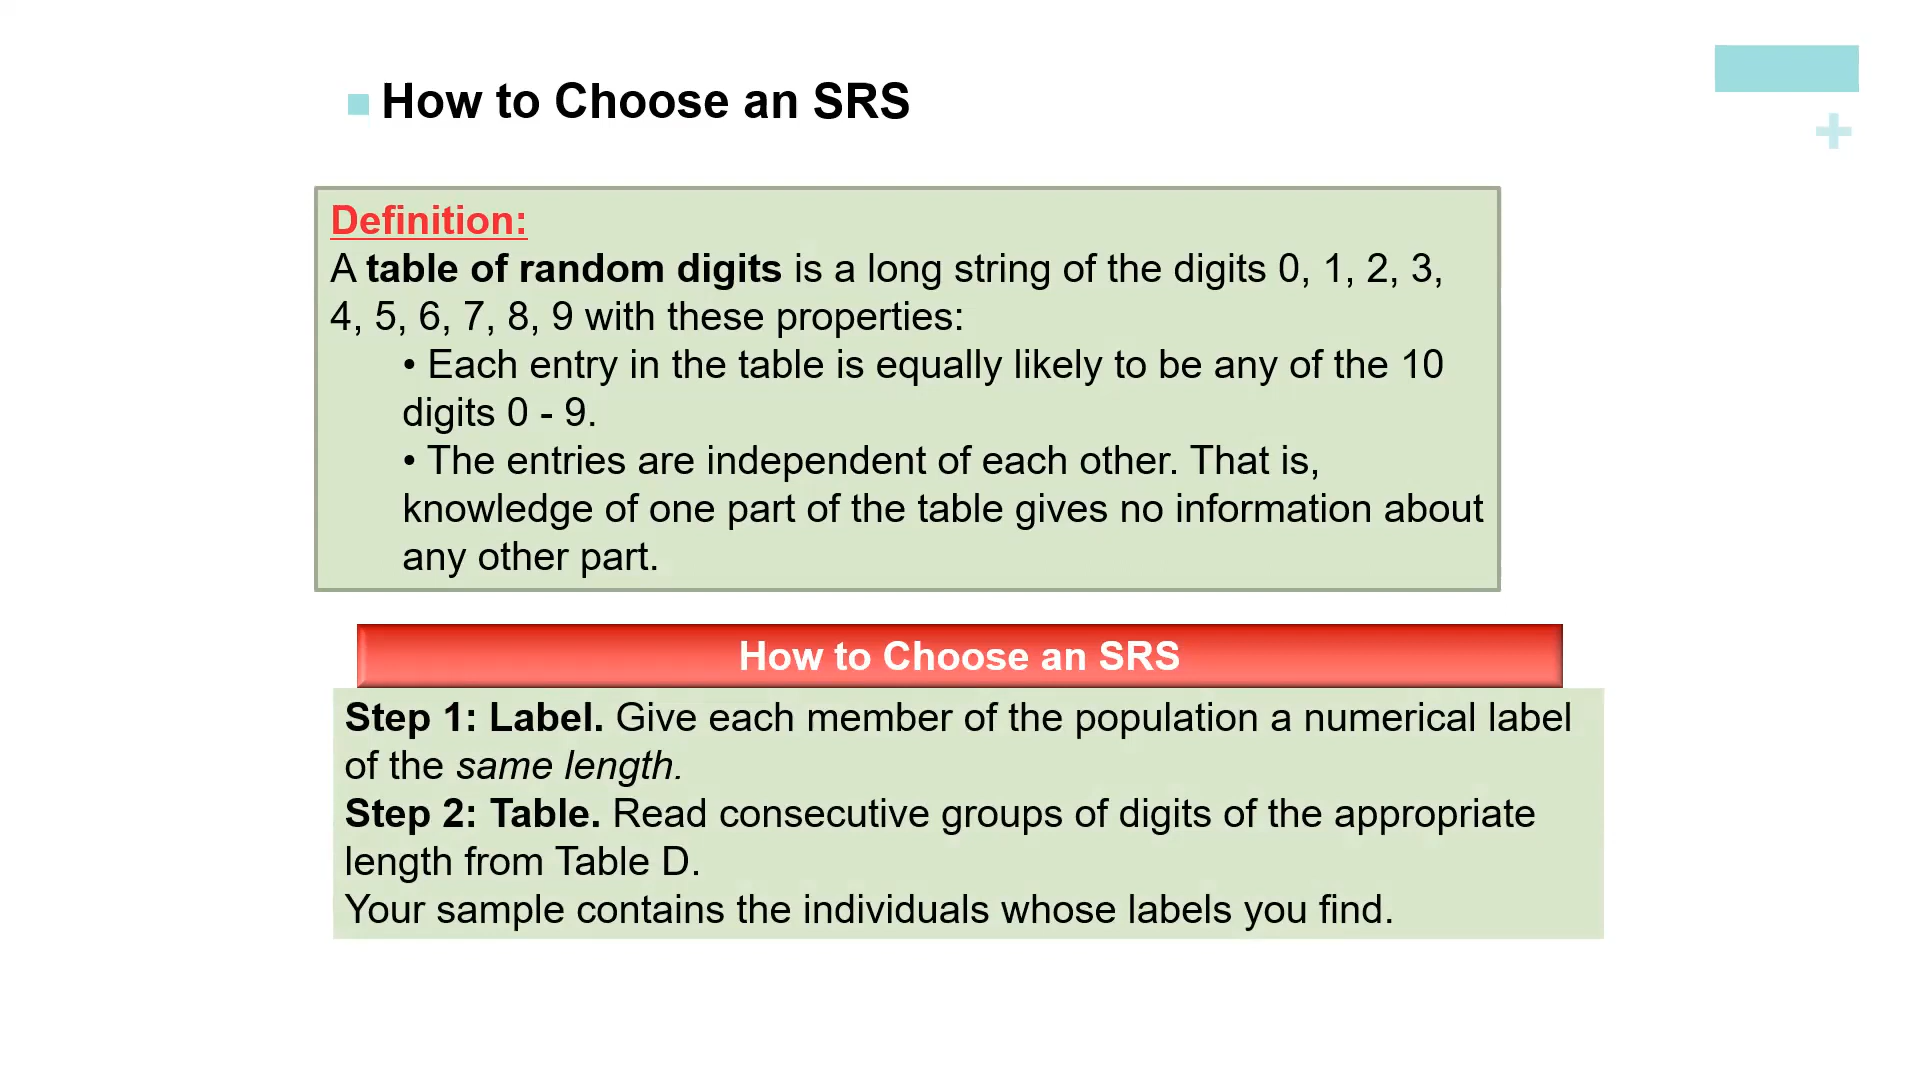 How to Choose an SRS
Definition:
A table of random digits is a long string of the digits 0, 1, 2, 3,
4, 5, 6, 7, 8, 9 with these properties:
• Each entry in the table is equally likely to be any of the 10
digits 0 - 9.
• The entries are independent of each other. That is,
knowledge of one part of the table gives no information about
any other part.
How to Choose an SRS
Step 1: Label. Give each member of the population a numerical label
of the same length.
Step 2: Table. Read consecutive groups of digits of the appropriate
length from Table D.
Your sample contains the individuals whose labels you find.